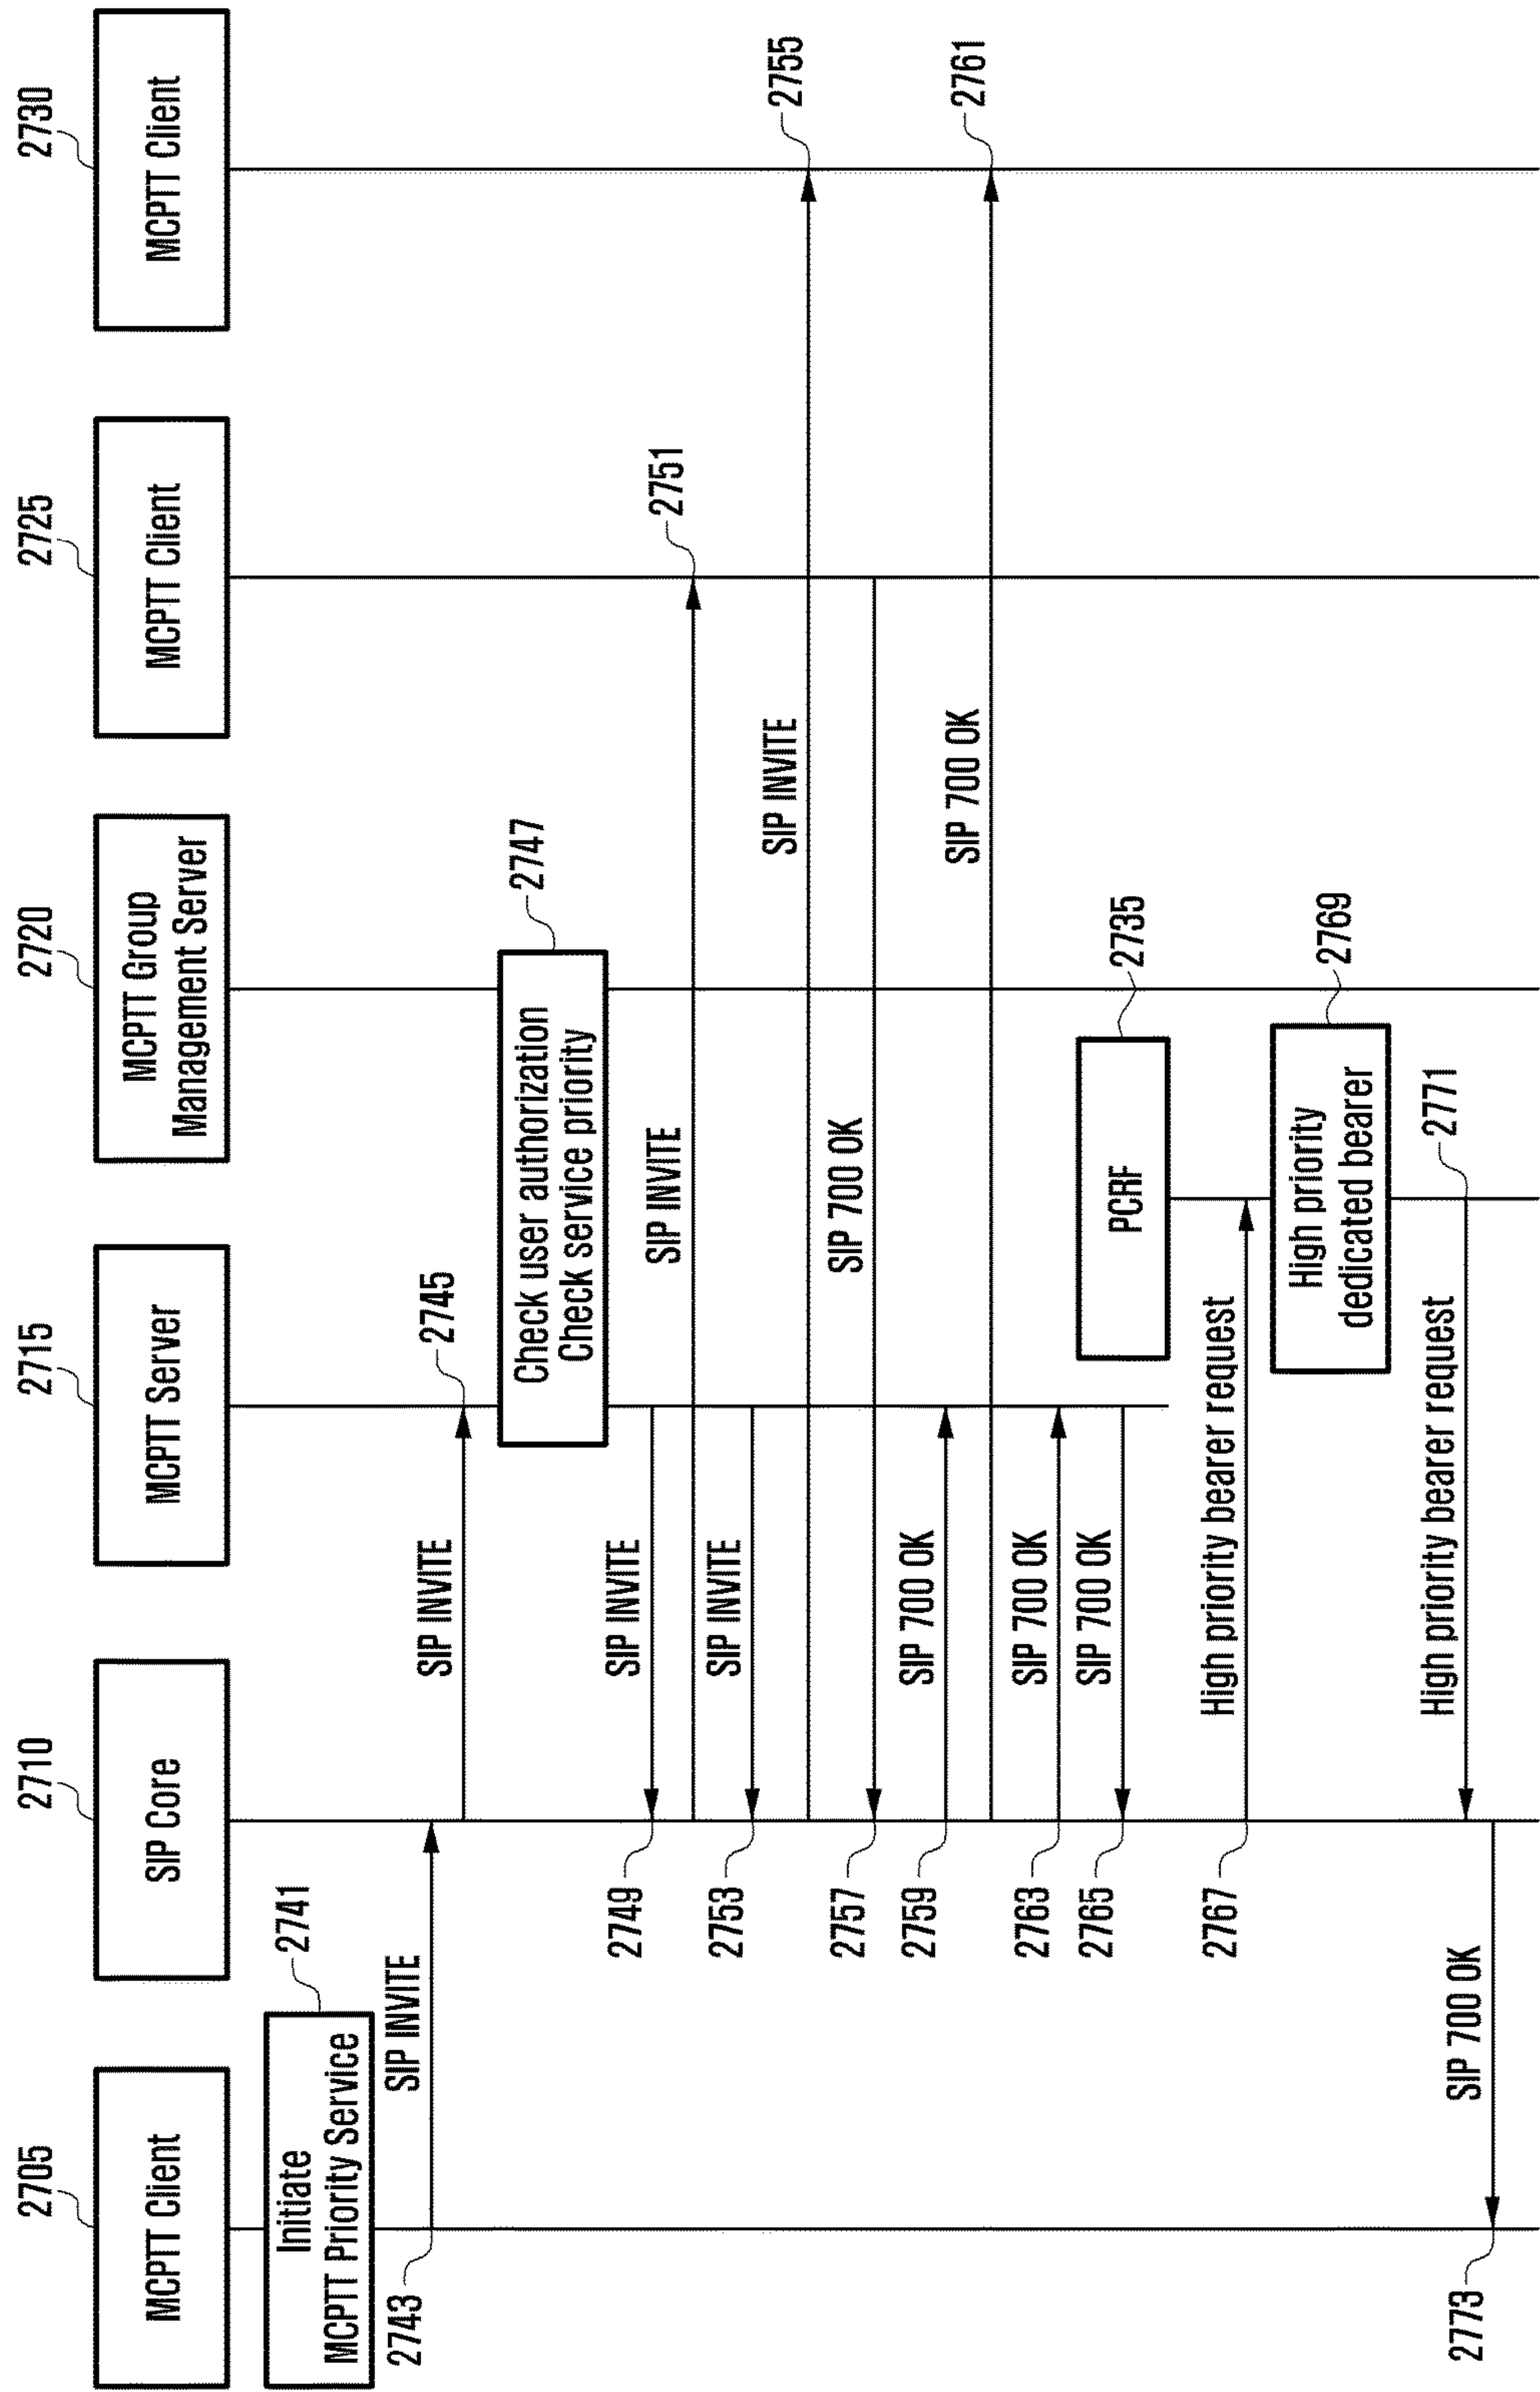 2705
2710
2715
2720
2725
2730
MCPTT Client
SIP Core
MCPTT Server
MCPTT Group
Management Server
MCPTT Client
MCPTT Client
2741
Initiate
MCPTT Priority Service
SIP INVITE
2743
SIP INVITE
2745
2747
Check user authorization
Check service priority
SIP INVITE
2749
SIP INVITE
2751
SIP INVITE
2753
SIP INVITE
2755
SIP 700 OK
2757
SIP 700 OK
2759
SIP 700 OK
2761
SIP 700 OK
2763
SIP 700 OK
2765
PCRF
2735
High priority bearer request
2767
High priority
dedicated bearer
2769
High priority bearer request
2771
SIP 700 OK
2773